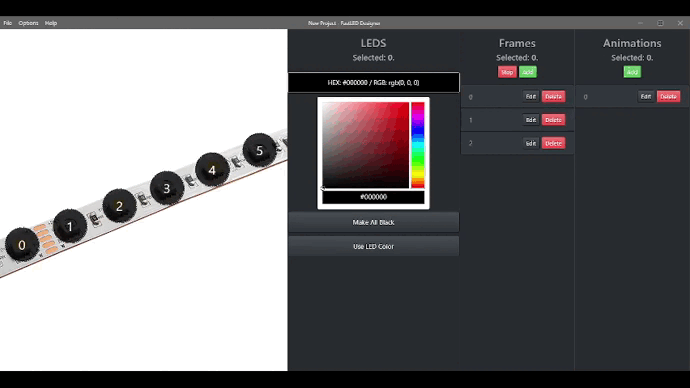 File Options Help
New Project - FastLED Designer
LEDS
Selected: 0.
HEX: #000000 / RGB: rgb(0, 0, 0)
#000000
Make All Black
Use LED Color
Frames
Selected: 0.
Stop Add
0 Edit Delete
1 Edit Delete
2 Edit Delete
Animations
Selected: 0.
Add
0 Edit Delete
0
1
2
3
4
5